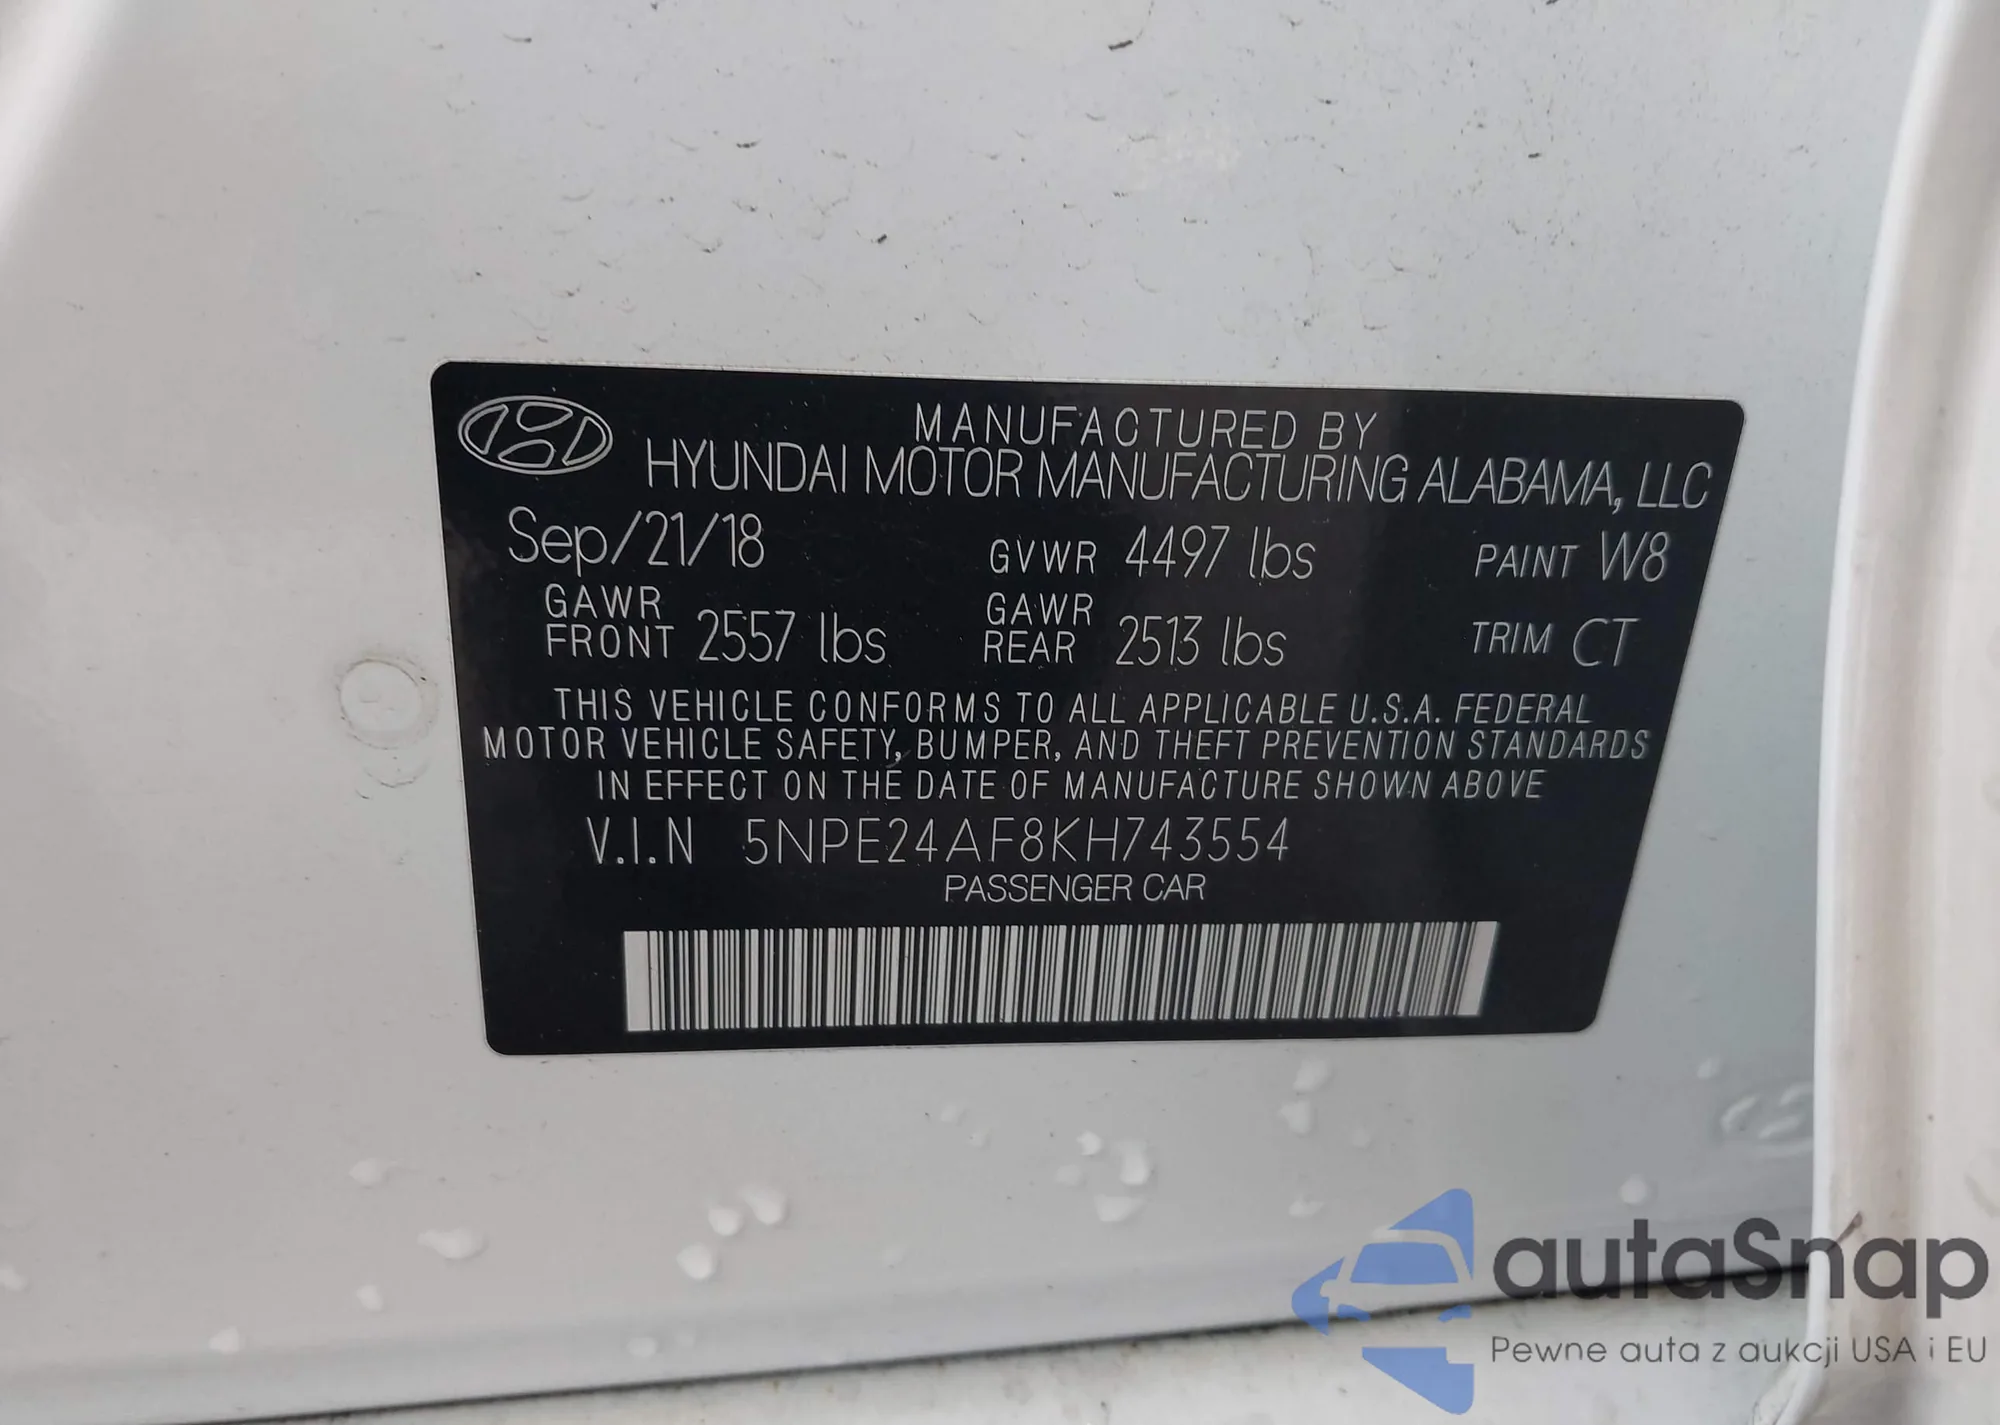 MANUFACTURED BY
HYUNDAI MOTOR MANUFACTURING ALABAMA, LLC
Sep/21/18 GVWR 4497 lbs PAINT W8
GAWR FRONT 2557 lbs GAWR REAR 2513 lbs TRIM CT
THIS VEHICLE CONFORMS TO ALL APPLICABLE U.S.A. FEDERAL
MOTOR VEHICLE SAFETY, BUMPER, AND THEFT PREVENTION STANDARDS
IN EFFECT ON THE DATE OF MANUFACTURE SHOWN ABOVE
V.I.N 5NPE24AF8KH743554
PASSENGER CAR
autaSnap
Pewne auta z aukcji USA i EU